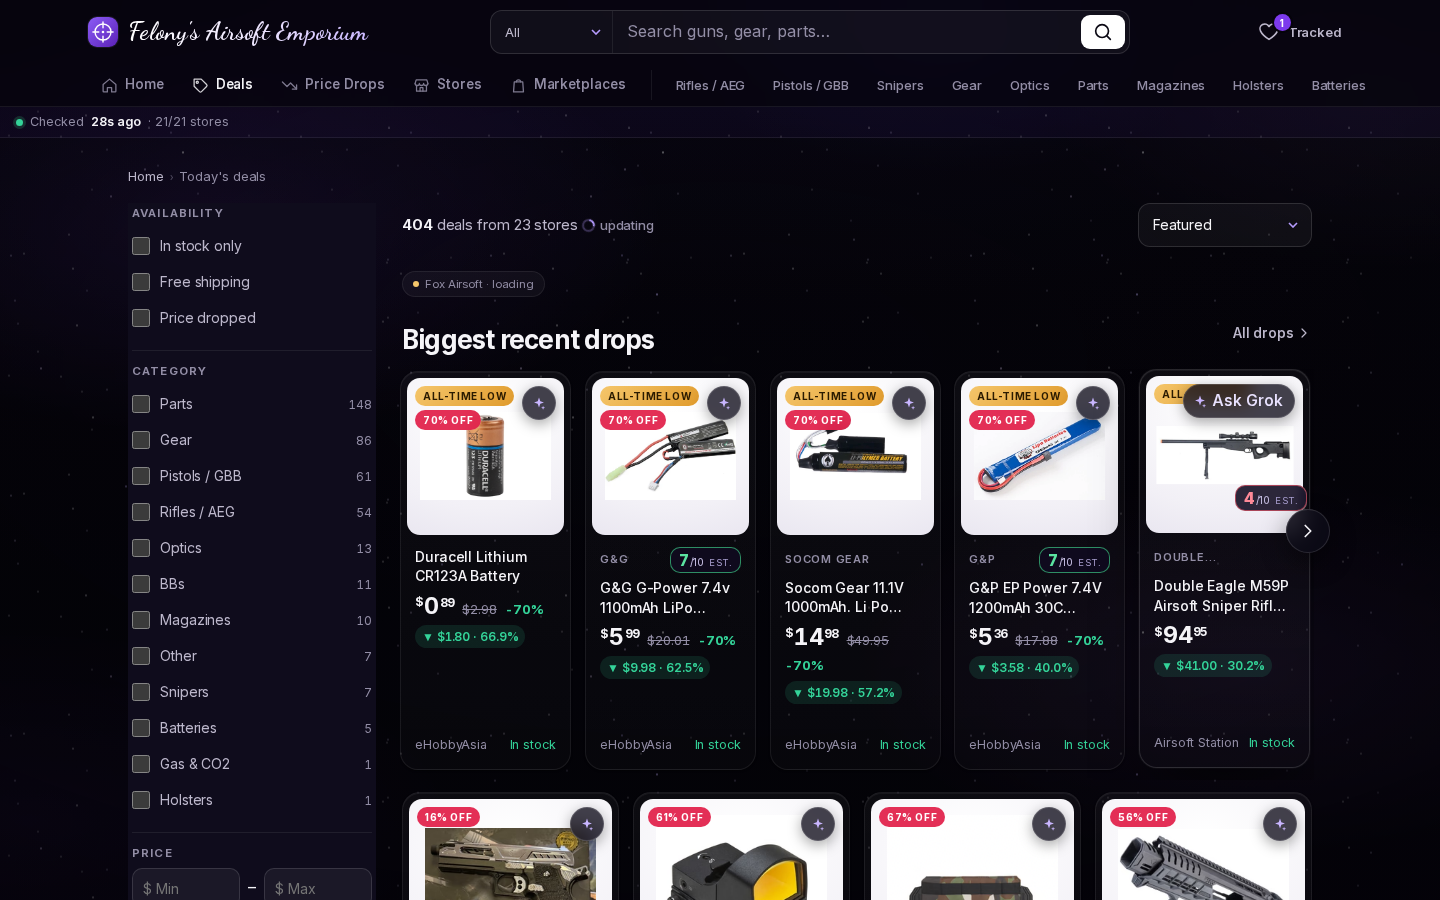 Felony's Airsoft Emporium
All
Search guns, gear, parts…
1
Tracked
Home
Deals
Price Drops
Stores
Marketplaces
Rifles / AEG
Pistols / GBB
Snipers
Gear
Optics
Parts
Magazines
Holsters
Batteries
Checked 28s ago · 21/21 stores
Home › Today's deals
AVAILABILITY
In stock only
Free shipping
Price dropped
CATEGORY
Parts 148
Gear 86
Pistols / GBB 61
Rifles / AEG 54
Optics 13
BBs 11
Magazines 10
Other 7
Snipers 7
Batteries 5
Gas & CO2 1
Holsters 1
PRICE
$ Min – $ Max
404 deals from 23 stores updating
Featured
Fox Airsoft · loading
Biggest recent drops
All drops
ALL-TIME LOW
70% OFF
DURACELL
Duracell Lithium
CR123A Battery
$0 89 $2.98 -70%
▼ $1.80 · 66.9%
eHobbyAsia In stock
ALL-TIME LOW
70% OFF
G&G
7/10 EST.
G&G G-Power 7.4v
1100mAh LiPo…
$5 99 $20.01 -70%
▼ $9.98 · 62.5%
eHobbyAsia In stock
ALL-TIME LOW
70% OFF
SOCOM GEAR
Socom Gear 11.1V
1000mAh. Li Po…
$14 98 $49.95
-70%
▼ $19.98 · 57.2%
eHobbyAsia In stock
ALL-TIME LOW
70% OFF
G&P
7/10 EST.
G&P EP Power 7.4V
1200mAh 30C…
$5 36 $17.88 -70%
▼ $3.58 · 40.0%
eHobbyAsia In stock
ALL
Ask Grok
4/10 EST.
DOUBLE…
Double Eagle M59P
Airsoft Sniper Rifl…
$94 95
▼ $41.00 · 30.2%
Airsoft Station In stock
16% OFF
61% OFF
67% OFF
56% OFF